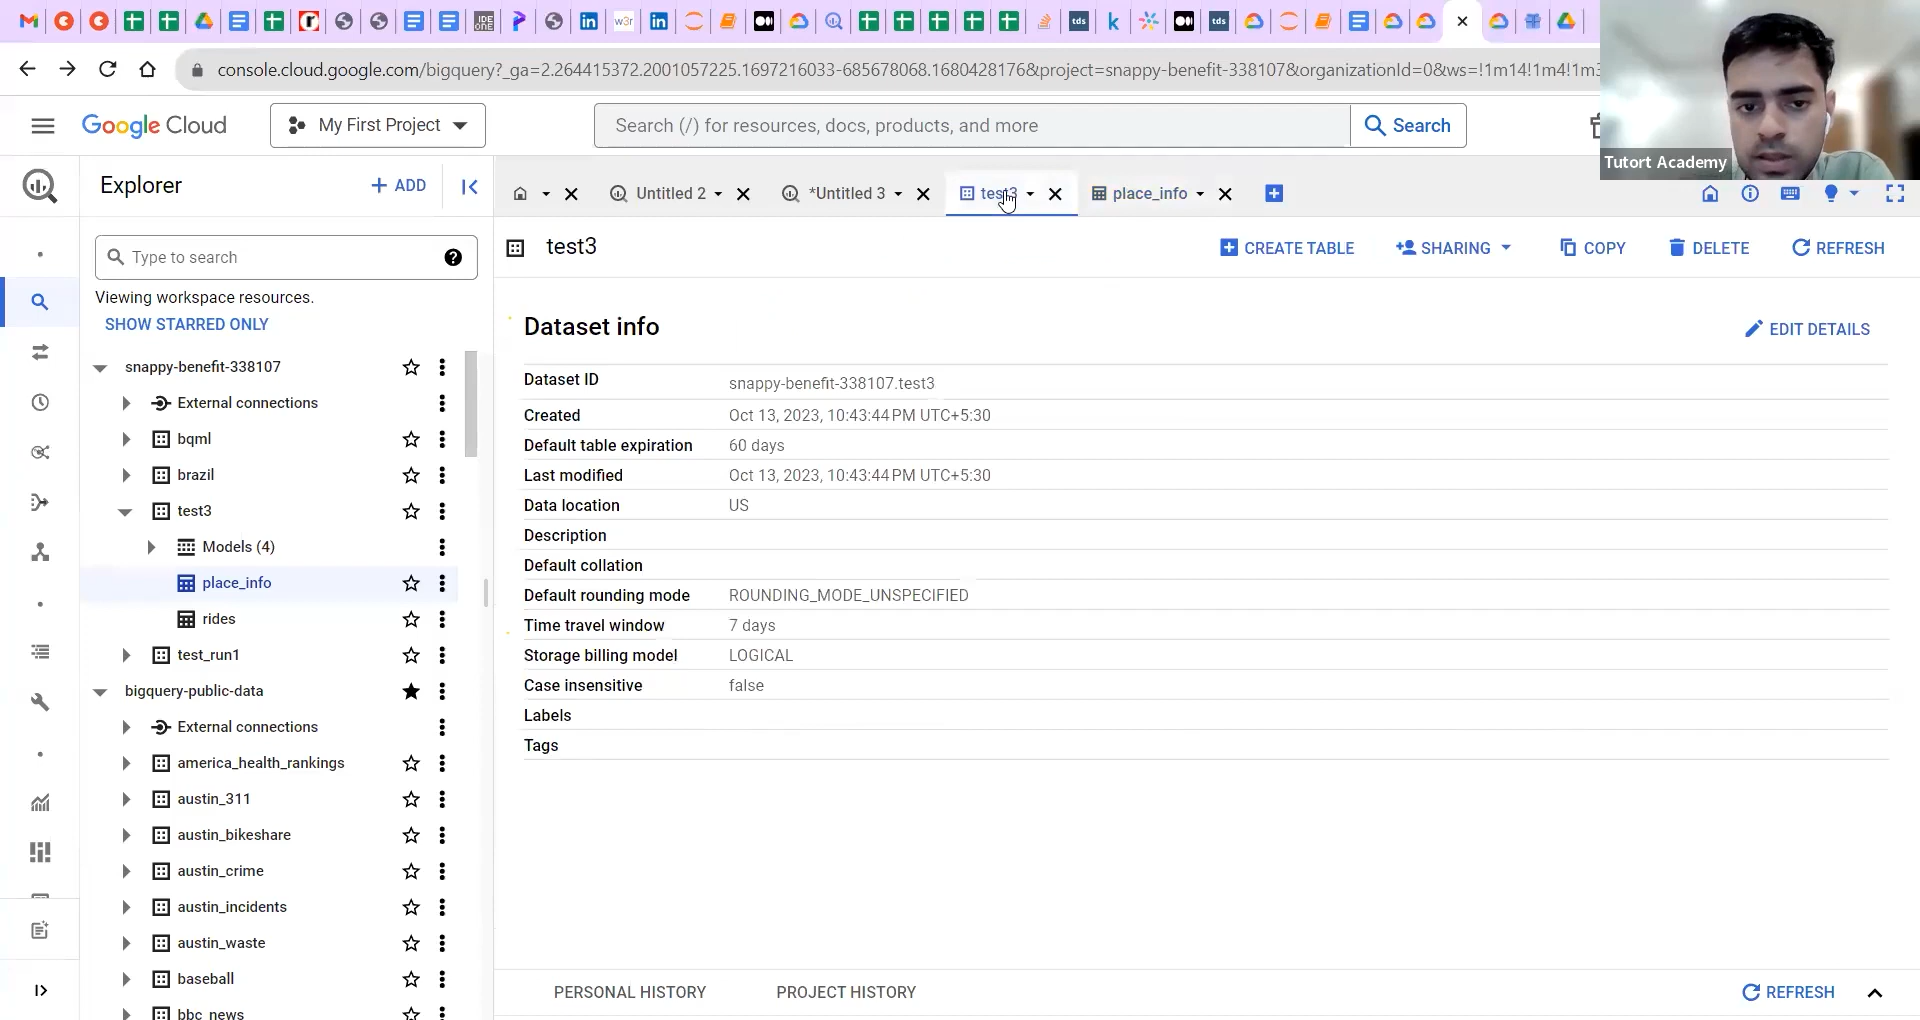 console.cloud.google.com/bigquery?_ga=2.264415372.2001057225.1697216033-685678068.1680428176&project=snappy-benefit-338107&organizationId=0&ws=!1m14!1m4!1m3
Google Cloud
My First Project
Search (/) for resources, docs, products, and more
Search
Tutort Academy
Explorer
ADD
Untitled 2
*Untitled 3
test3
place_info
test3
CREATE TABLE
SHARING
COPY
DELETE
REFRESH
Type to search
Viewing workspace resources.
SHOW STARRED ONLY
snappy-benefit-338107
External connections
bqml
brazil
test3
Models (4)
place_info
rides
test_run1
bigquery-public-data
External connections
america_health_rankings
austin_311
austin_bikeshare
austin_crime
austin_incidents
austin_waste
baseball
bbc_news
Dataset info
EDIT DETAILS
Dataset ID snappy-benefit-338107.test3
Created Oct 13, 2023, 10:43:44 PM UTC+5:30
Default table expiration 60 days
Last modified Oct 13, 2023, 10:43:44 PM UTC+5:30
Data location US
Description
Default collation
Default rounding mode ROUNDING_MODE_UNSPECIFIED
Time travel window 7 days
Storage billing model LOGICAL
Case insensitive false
Labels
Tags
PERSONAL HISTORY
PROJECT HISTORY
REFRESH